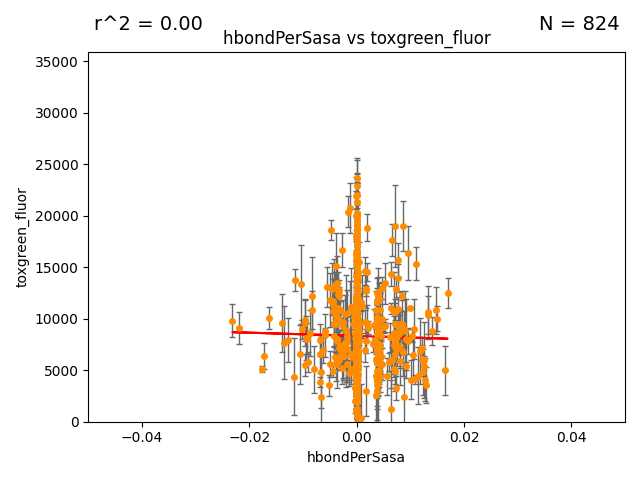 r^2 = 0.00
N = 824
hbondPerSasa vs toxgreen_fluor
35000
30000
25000
20000
15000
10000
5000
0
toxgreen_fluor
−0.04
−0.02
0.00
0.02
0.04
hbondPerSasa